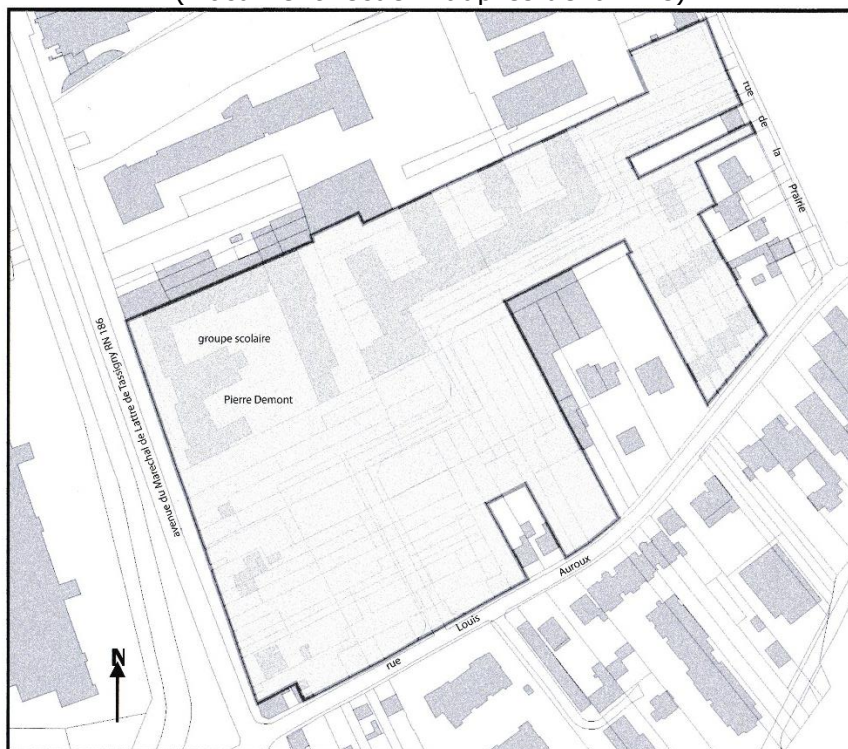 groupe scolaire
Pierre Demont
avenue du Maréchal de Lattre de Tassigny RN 186
rue de la Prairie
rue Louis Auroux
N